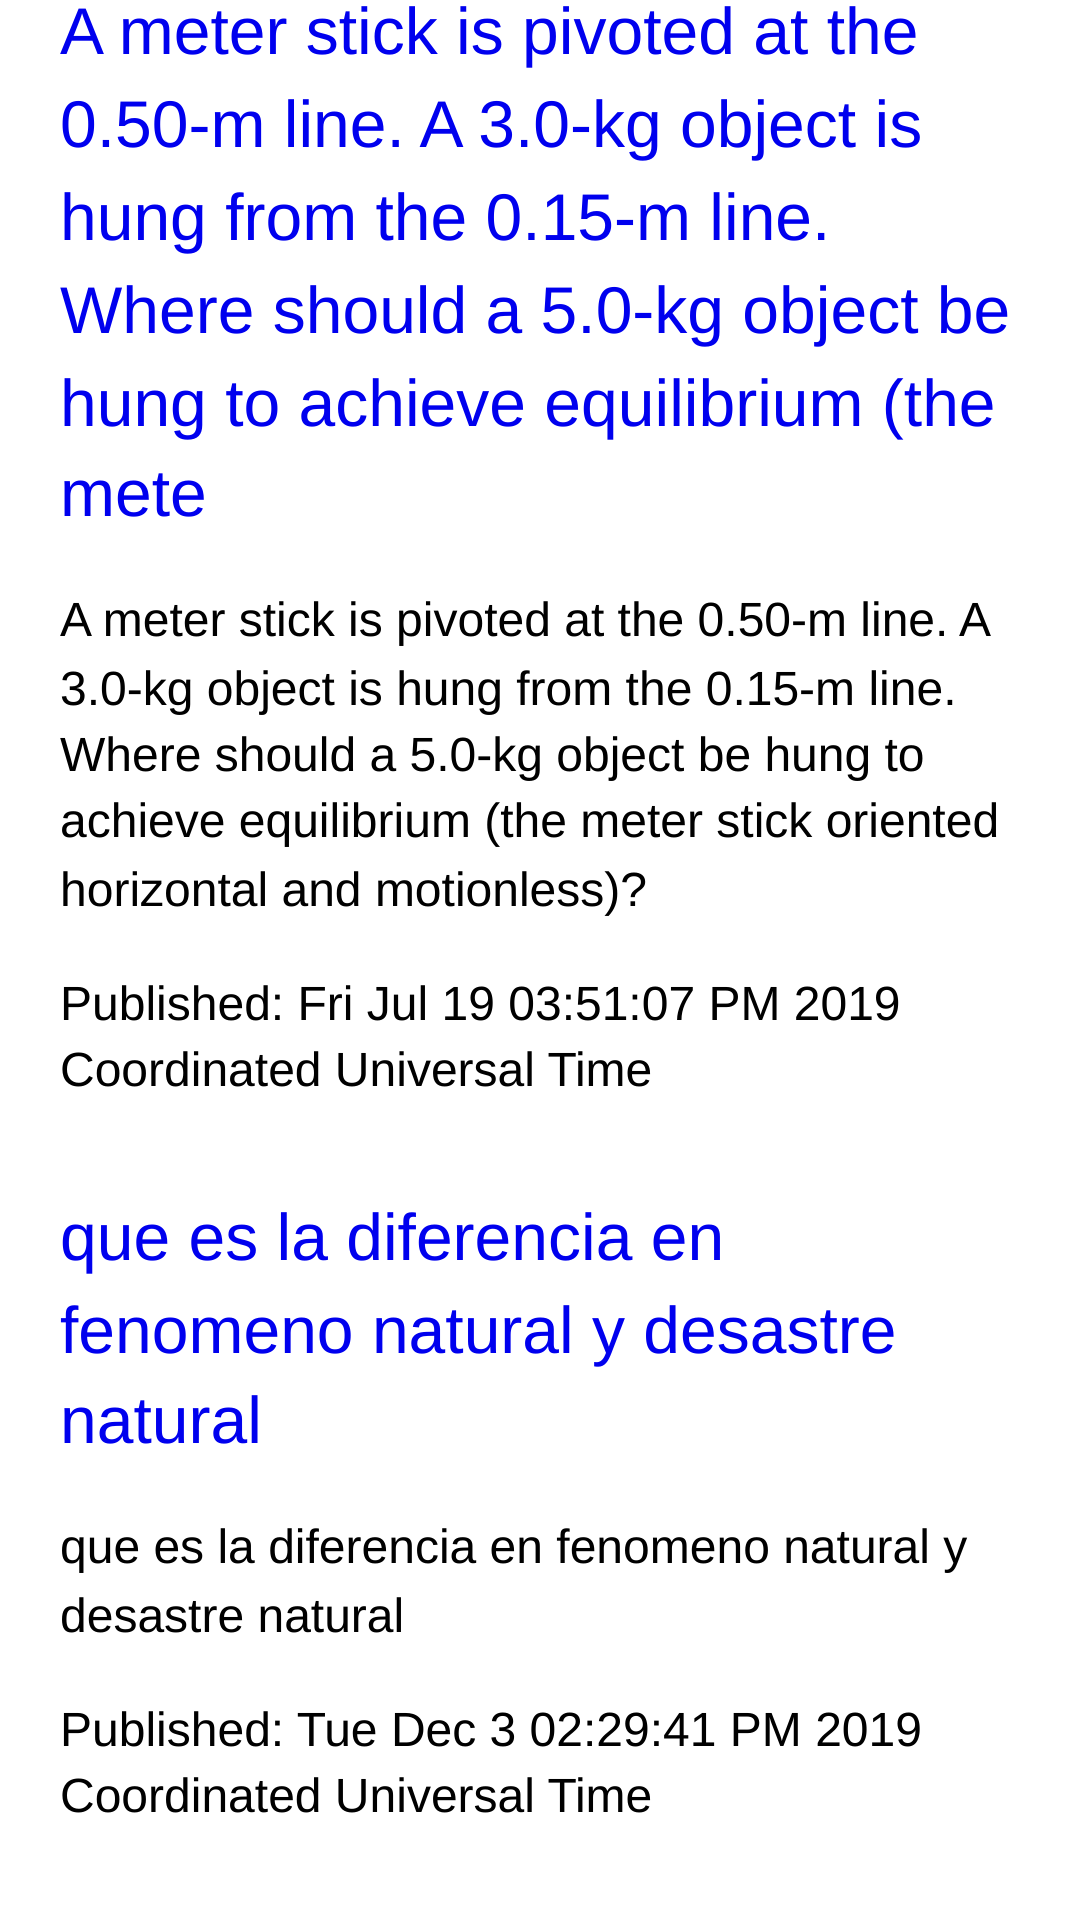 A meter stick is pivoted at the
0.50-m line. A 3.0-kg object is
hung from the 0.15-m line.
Where should a 5.0-kg object be
hung to achieve equilibrium (the
mete
A meter stick is pivoted at the 0.50-m line. A
3.0-kg object is hung from the 0.15-m line.
Where should a 5.0-kg object be hung to
achieve equilibrium (the meter stick oriented
horizontal and motionless)?
Published: Fri Jul 19 03:51:07 PM 2019
Coordinated Universal Time
que es la diferencia en
fenomeno natural y desastre
natural
que es la diferencia en fenomeno natural y
desastre natural
Published: Tue Dec 3 02:29:41 PM 2019
Coordinated Universal Time